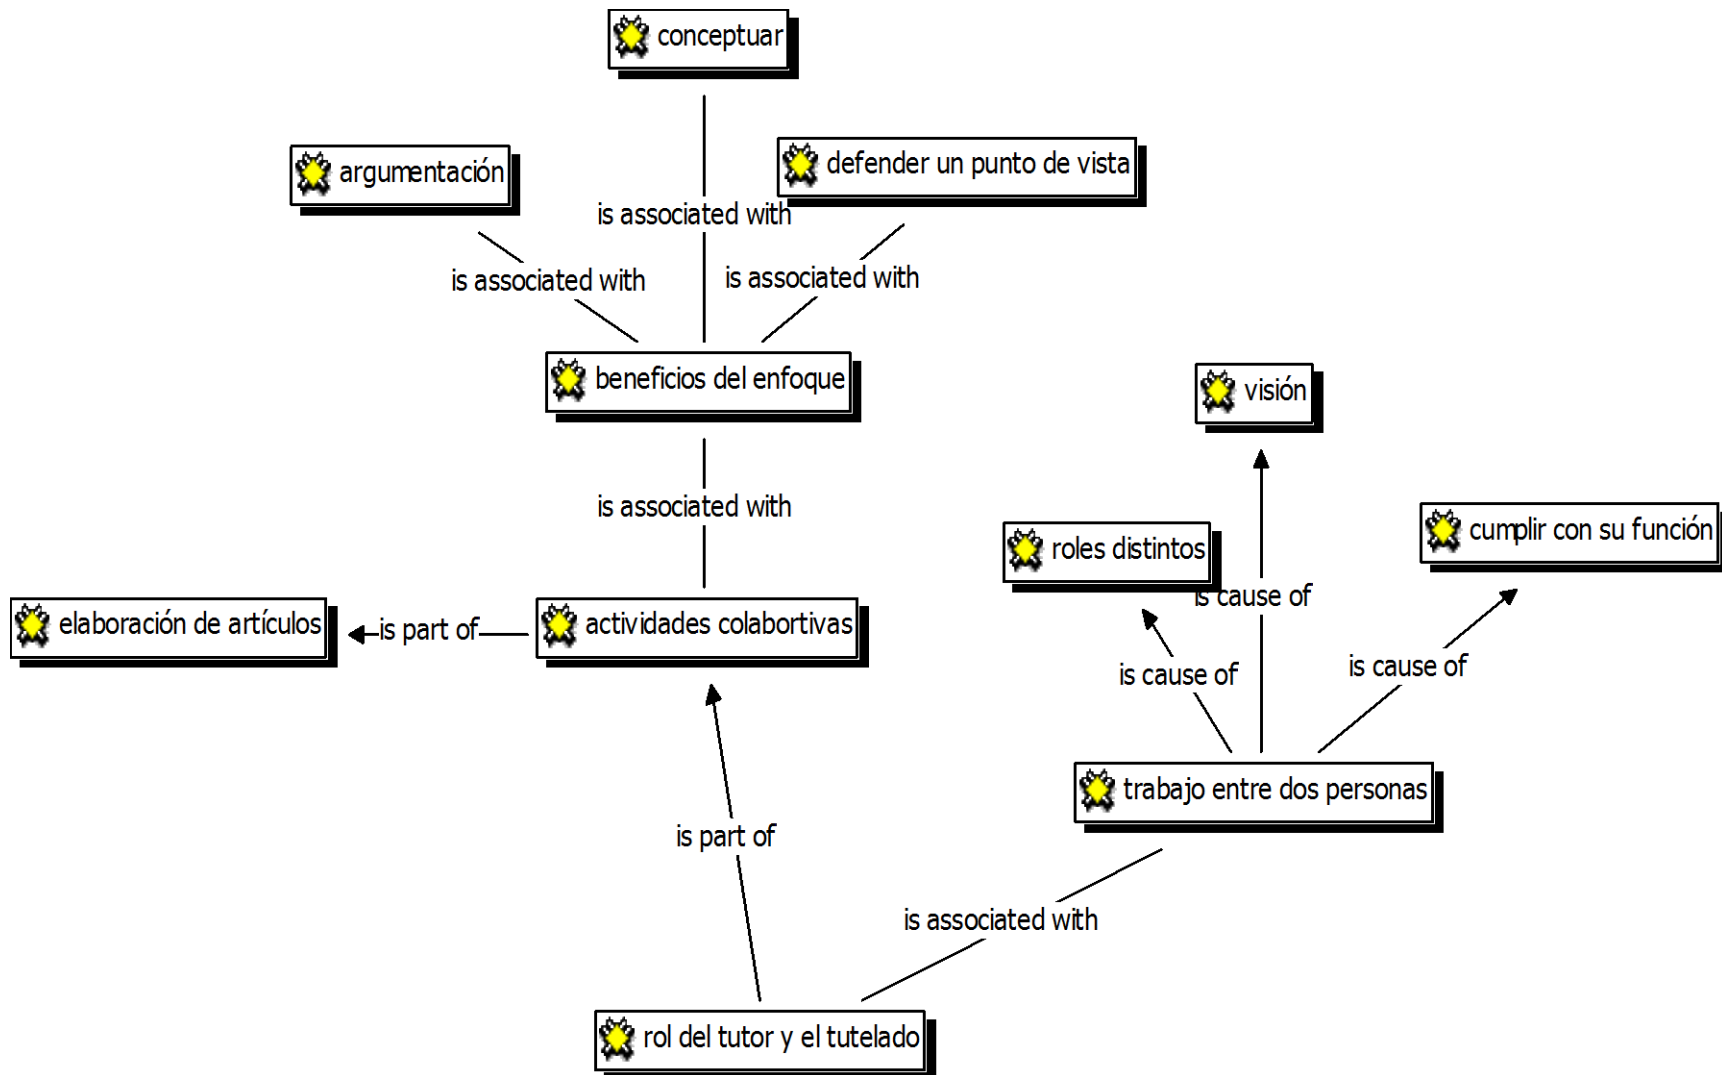 conceptuar
argumentación
defender un punto de vista
is associated with
is associated with
is associated with
beneficios del enfoque
visión
is associated with
roles distintos
cumplir con su función
is cause of
elaboración de artículos
is part of
actividades colabortivas
is cause of
is cause of
trabajo entre dos personas
is part of
is associated with
rol del tutor y el tutelado